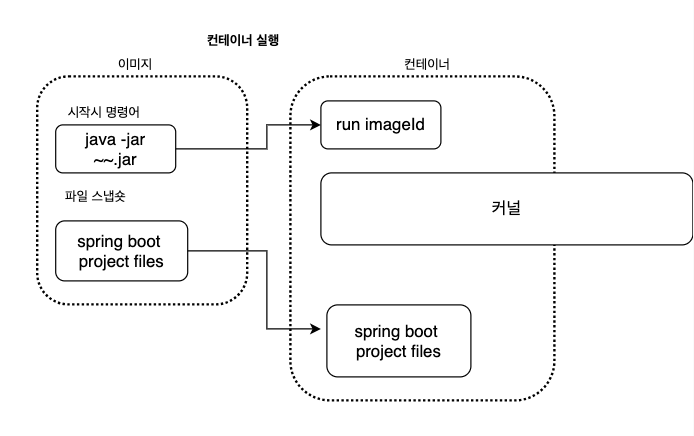 컨테이너 실행
이미지
시작시 명령어
java -jar
~~.jar
파일 스냅숏
spring boot
project files
컨테이너
run imageId
커널
spring boot
project files